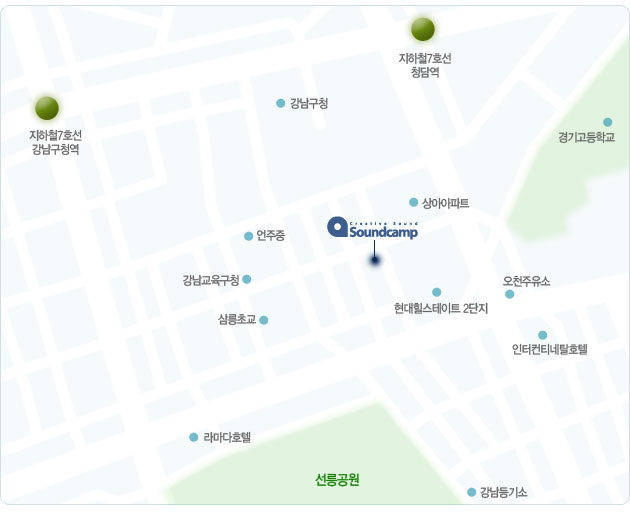 지하철7호선
청담역
강남구청
지하철7호선
강남구청역
경기고등학교
상아아파트
Creative Sound
Soundcamp
언주중
강남교육구청
오천주유소
현대힐스테이트 2단지
삼릉초교
인터컨티네탈호텔
라마다호텔
선릉공원
강남등기소